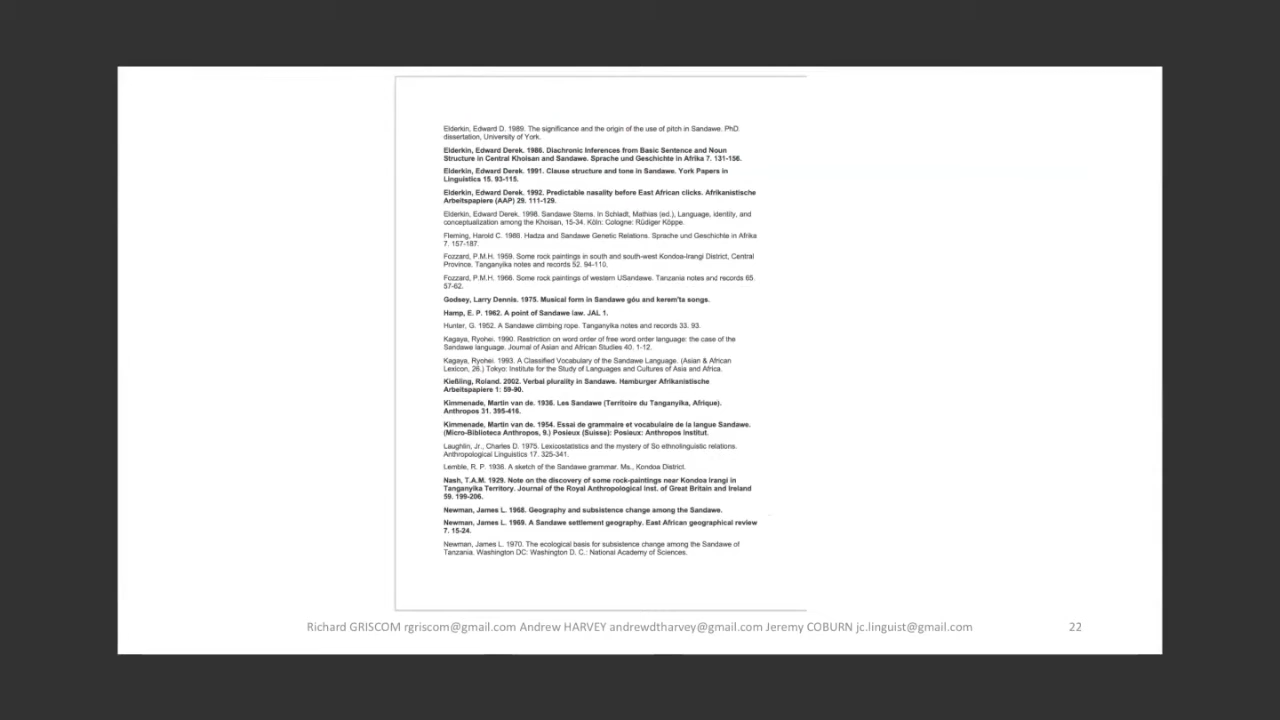 Elderkin, Edward D. 1989. The significance and the origin of the use of pitch in Sandawe. PhD
dissertation, University of York.
Elderkin, Edward Derek. 1986. Diachronic Inferences from Basic Sentence and Noun
Structure in Central Khoisan and Sandawe. Sprache und Geschichte in Afrika 7. 131-156.
Elderkin, Edward Derek. 1991. Clause structure and tone in Sandawe. York Papers in
Linguistics 15. 93-115.
Elderkin, Edward Derek. 1992. Predictable nasality before East African clicks. Afrikanistische
Arbeitspapiere (AAP) 29. 111-129.
Elderkin, Edward Derek. 1998. Sandawe Stems. In Schladt, Mathias (ed.), Language, identity, and
conceptualization among the Khoisan, 15-34. Köln: Cologne: Rüdiger Köppe.
Fleming, Harold C. 1986. Hadza and Sandawe Genetic Relations. Sprache und Geschichte in Afrika
7. 157-187.
Fozzard, P.M.H. 1959. Some rock paintings in south and south-west Kondoa-Irangi District, Central
Province. Tanganyika notes and records 52. 94-110.
Fozzard, P.M.H. 1966. Some rock paintings of western USandawe. Tanzania notes and records 65.
57-62.
Godsey, Larry Dennis. 1975. Musical form in Sandawe góu and kerem'ta songs.
Hamp, E. P. 1962. A point of Sandawe law. JAL 1.
Hunter, G. 1952. A Sandawe climbing rope. Tanganyika notes and records 33. 93.
Kagaya, Ryohei. 1990. Restriction on word order of free word order language: the case of the
Sandawe language. Journal of Asian and African Studies 40. 1-12.
Kagaya, Ryohei. 1993. A Classified Vocabulary of the Sandawe Language. (Asian & African
Lexicon, 26.) Tokyo: Institute for the Study of Languages and Cultures of Asia and Africa.
Kießling, Roland. 2002. Verbal plurality in Sandawe. Hamburger Afrikanistische
Arbeitspapiere 1: 59-90.
Kimmenade, Martin van de. 1936. Les Sandawe (Territoire du Tanganyika, Afrique).
Anthropos 31. 395-416.
Kimmenade, Martin van de. 1954. Essai de grammaire et vocabulaire de la langue Sandawe.
(Micro-Biblioteca Anthropos, 9.) Posieux (Suisse): Posieux: Anthropos Institut.
Laughlin, Jr., Charles D. 1975. Lexicostatistics and the mystery of So ethnolinguistic relations.
Anthropological Linguistics 17. 325-341.
Lemble, R. P. 1936. A sketch of the Sandawe grammar. Ms., Kondoa District.
Nash, T.A.M. 1929. Note on the discovery of some rock-paintings near Kondoa Irangi in
Tanganyika Territory. Journal of the Royal Anthropological Inst. of Great Britain and Ireland
59. 199-206.
Newman, James L. 1968. Geography and subsistence change among the Sandawe.
Newman, James L. 1969. A Sandawe settlement geography. East African geographical review
7. 15-24.
Newman, James L. 1970. The ecological basis for subsistence change among the Sandawe of
Tanzania. Washington DC: Washington D. C.: National Academy of Sciences.
Richard GRISCOM rgriscom@gmail.com Andrew HARVEY andrewdtharvey@gmail.com Jeremy COBURN jc.linguist@gmail.com
22